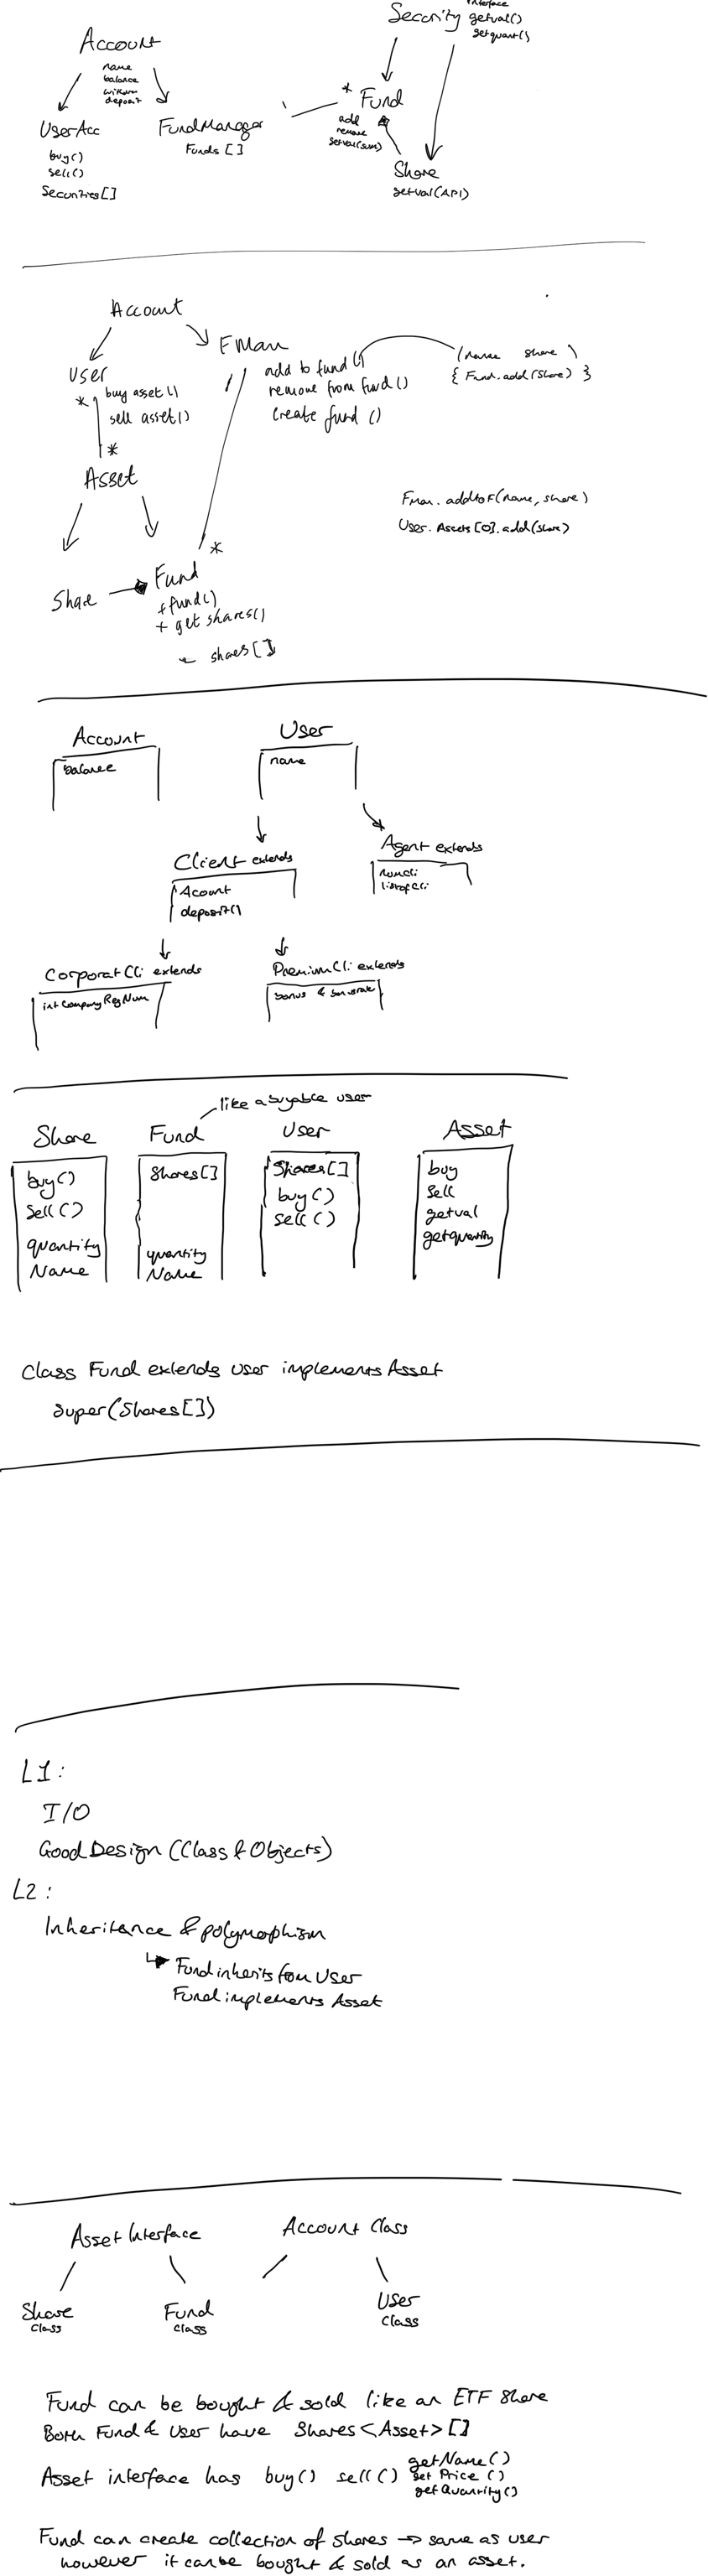 interface
Security getval()
getquant()
Account
name
balance
deposit
UserAcc
buy()
sell()
Securities[]
FundManager
Funds []
* Fund
add
remove
getval(sum)
Share
getval(API)
Account
User
* buy asset()
sell asset()
*
Asset
FMan
add to fund()
remove from fund()
create fund ()
(name share )
{ Fund.add(share) }
Fman.addtoF(name, share)
User.Assets[0].add(share)
Share
Fund *
+ fund()
+ get shares()
- shares[]
Account
balance
User
name
Client extends
Acount
deposit()
Agent extends
numCli
listofCli
CorporatCli extends
int CompanyRegNum
PremiumCli extends
bonus & bonusrate
like a buyable user
Share
buy()
sell()
quantity
Name
Fund
Shares[]
quantity
Name
User
Shares[]
buy()
sell()
Asset
buy
sell
getval
getquantity
Class Fund extends user implements Asset
super(Shares[])
L1:
I/O
Good Design (Class & Objects)
L2:
Inheritance & polymorphism
Fund inherits from User
Fund implements Asset
Asset Interface
Account Class
Share
class
Fund
class
User
class
Fund can be bought & sold like an ETF share
Both Fund & User have Shares<Asset>[]
Asset interface has buy() sell() getName()
get Price ()
getQuantity()
Fund can create collection of shares → same as user
however it can be bought & sold as an asset.